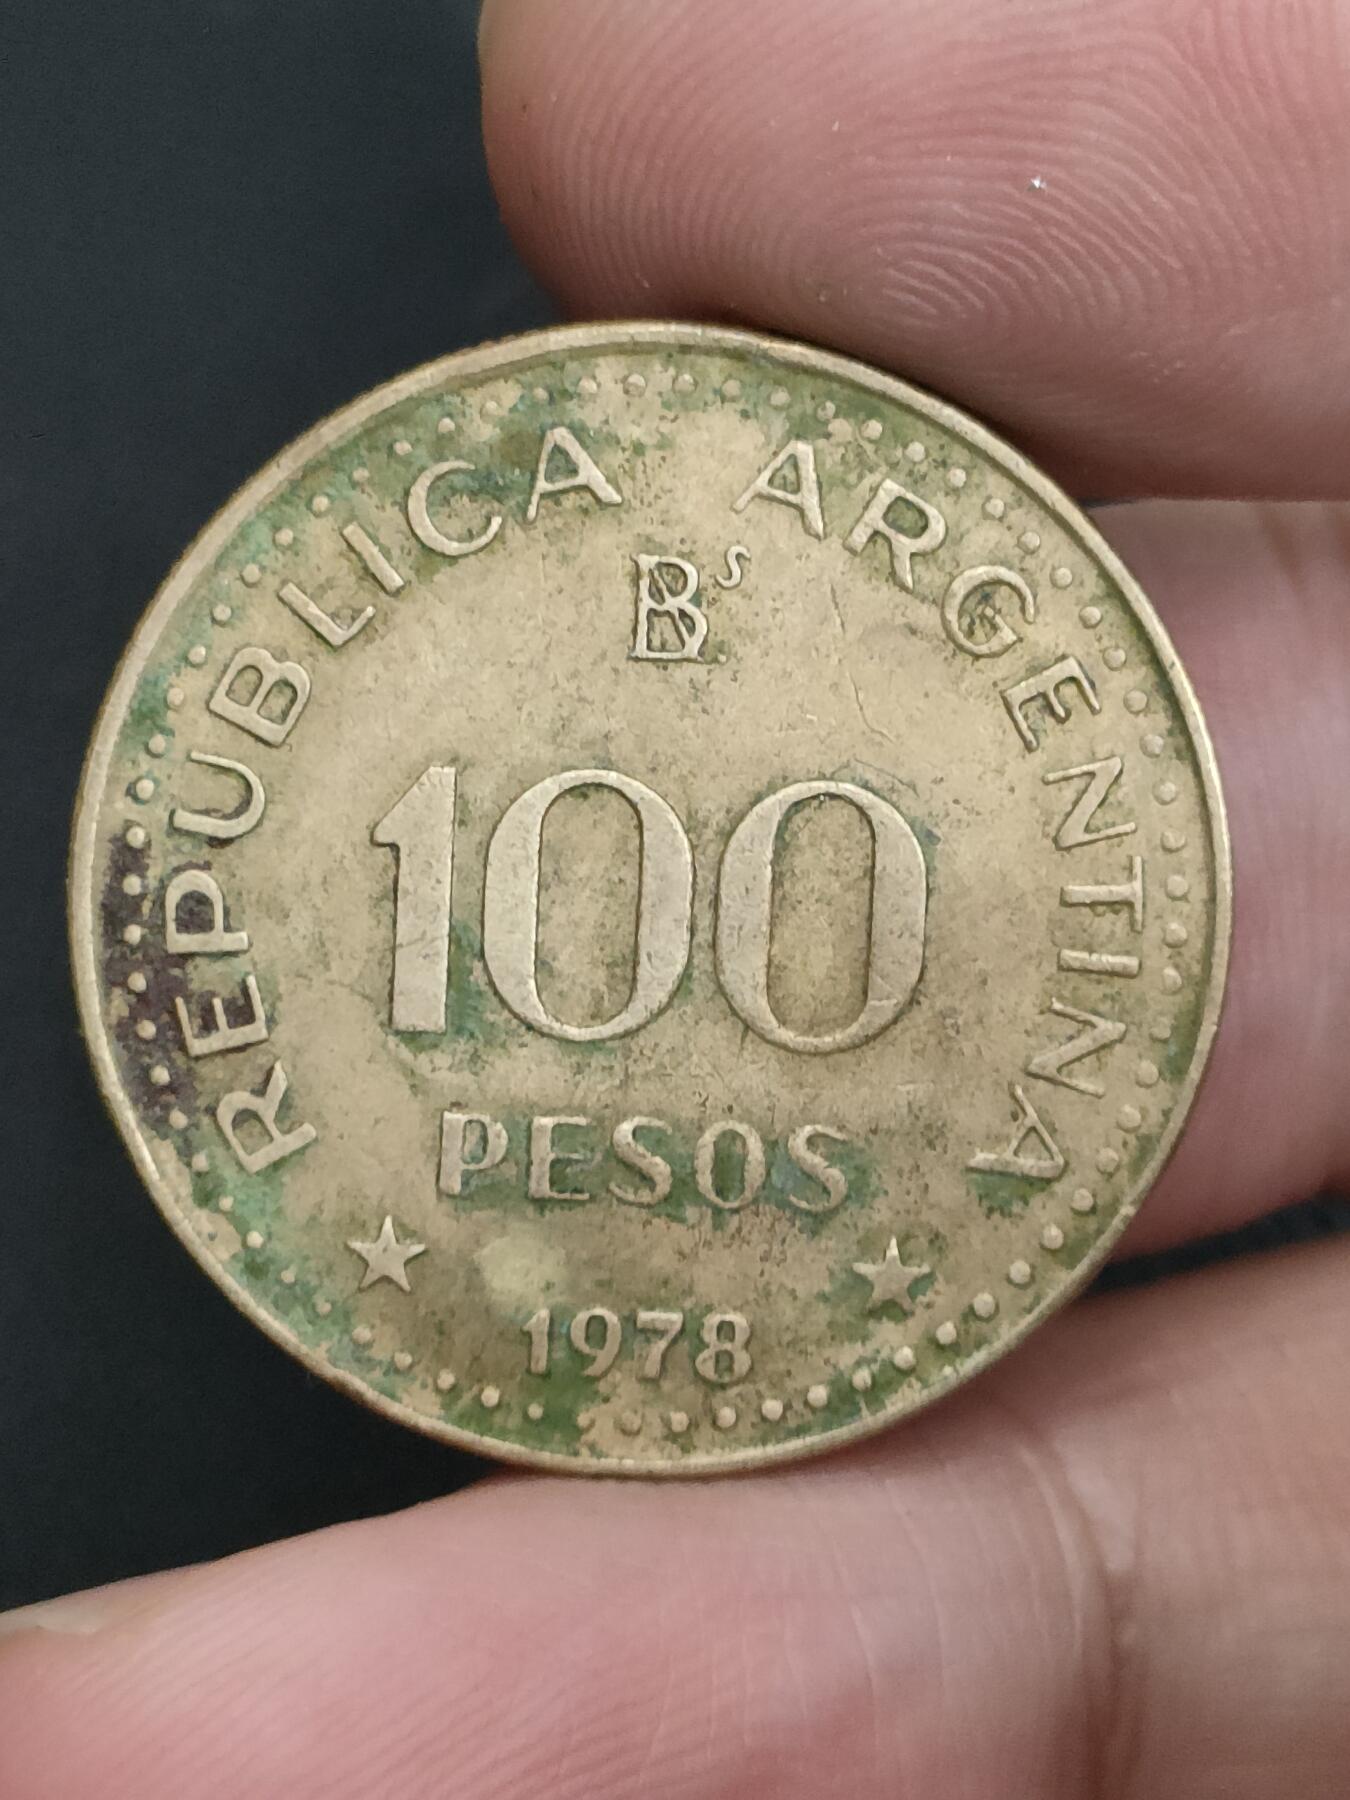 REPUBLICA ARGENTINA
Bs
100
PESOS
1978